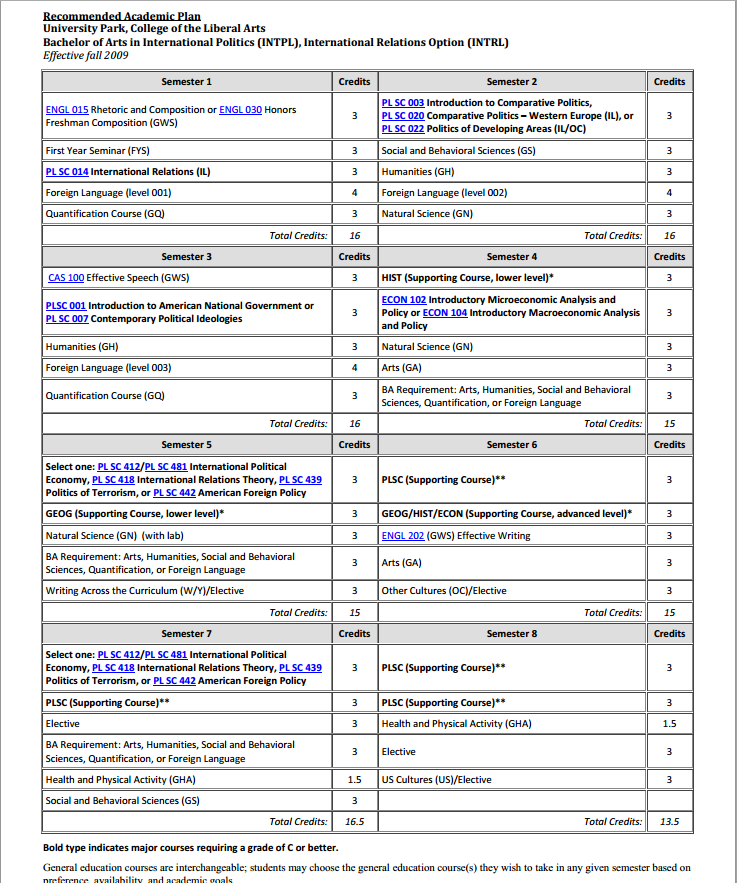 Recommended Academic Plan
University Park, College of the Liberal Arts
Bachelor of Arts in International Politics (INTPL), International Relations Option (INTRL)
Effective fall 2009
Semester 1 Credits Semester 2 Credits
ENGL 015 Rhetoric and Composition or ENGL 030 Honors
Freshman Composition (GWS)
3
PL SC 003 Introduction to Comparative Politics,
PL SC 020 Comparative Politics – Western Europe (IL), or
PL SC 022 Politics of Developing Areas (IL/OC)
3
First Year Seminar (FYS) 3 Social and Behavioral Sciences (GS) 3
PL SC 014 International Relations (IL) 3 Humanities (GH) 3
Foreign Language (level 001) 4 Foreign Language (level 002) 4
Quantification Course (GQ) 3 Natural Science (GN) 3
Total Credits: 16 Total Credits: 16
Semester 3 Credits Semester 4 Credits
CAS 100 Effective Speech (GWS) 3 HIST (Supporting Course, lower level)* 3
PLSC 001 Introduction to American National Government or
PL SC 007 Contemporary Political Ideologies
3
ECON 102 Introductory Microeconomic Analysis and
Policy or ECON 104 Introductory Macroeconomic Analysis
and Policy
3
Humanities (GH) 3 Natural Science (GN) 3
Foreign Language (level 003) 4 Arts (GA) 3
Quantification Course (GQ) 3
BA Requirement: Arts, Humanities, Social and Behavioral
Sciences, Quantification, or Foreign Language
3
Total Credits: 16 Total Credits: 15
Semester 5 Credits Semester 6 Credits
Select one: PL SC 412/PL SC 481 International Political
Economy, PL SC 418 International Relations Theory, PL SC 439
Politics of Terrorism, or PL SC 442 American Foreign Policy
3
PLSC (Supporting Course)** 3
GEOG (Supporting Course, lower level)* 3 GEOG/HIST/ECON (Supporting Course, advanced level)* 3
Natural Science (GN) (with lab) 3 ENGL 202 (GWS) Effective Writing 3
BA Requirement: Arts, Humanities, Social and Behavioral
Sciences, Quantification, or Foreign Language
3
Arts (GA) 3
Writing Across the Curriculum (W/Y)/Elective 3 Other Cultures (OC)/Elective 3
Total Credits: 15 Total Credits: 15
Semester 7 Credits Semester 8 Credits
Select one: PL SC 412/PL SC 481 International Political
Economy, PL SC 418 International Relations Theory, PL SC 439
Politics of Terrorism, or PL SC 442 American Foreign Policy
3
PLSC (Supporting Course)** 3
PLSC (Supporting Course)** 3 PLSC (Supporting Course)** 3
Elective 3 Health and Physical Activity (GHA) 1.5
BA Requirement: Arts, Humanities, Social and Behavioral
Sciences, Quantification, or Foreign Language
3
Elective 3
Health and Physical Activity (GHA) 1.5 US Cultures (US)/Elective 3
Social and Behavioral Sciences (GS) 3
Total Credits: 16.5 Total Credits: 13.5
Bold type indicates major courses requiring a grade of C or better.
General education courses are interchangeable; students may choose the general education course(s) they wish to take in any given semester based on
preference, availability, and academic goals.